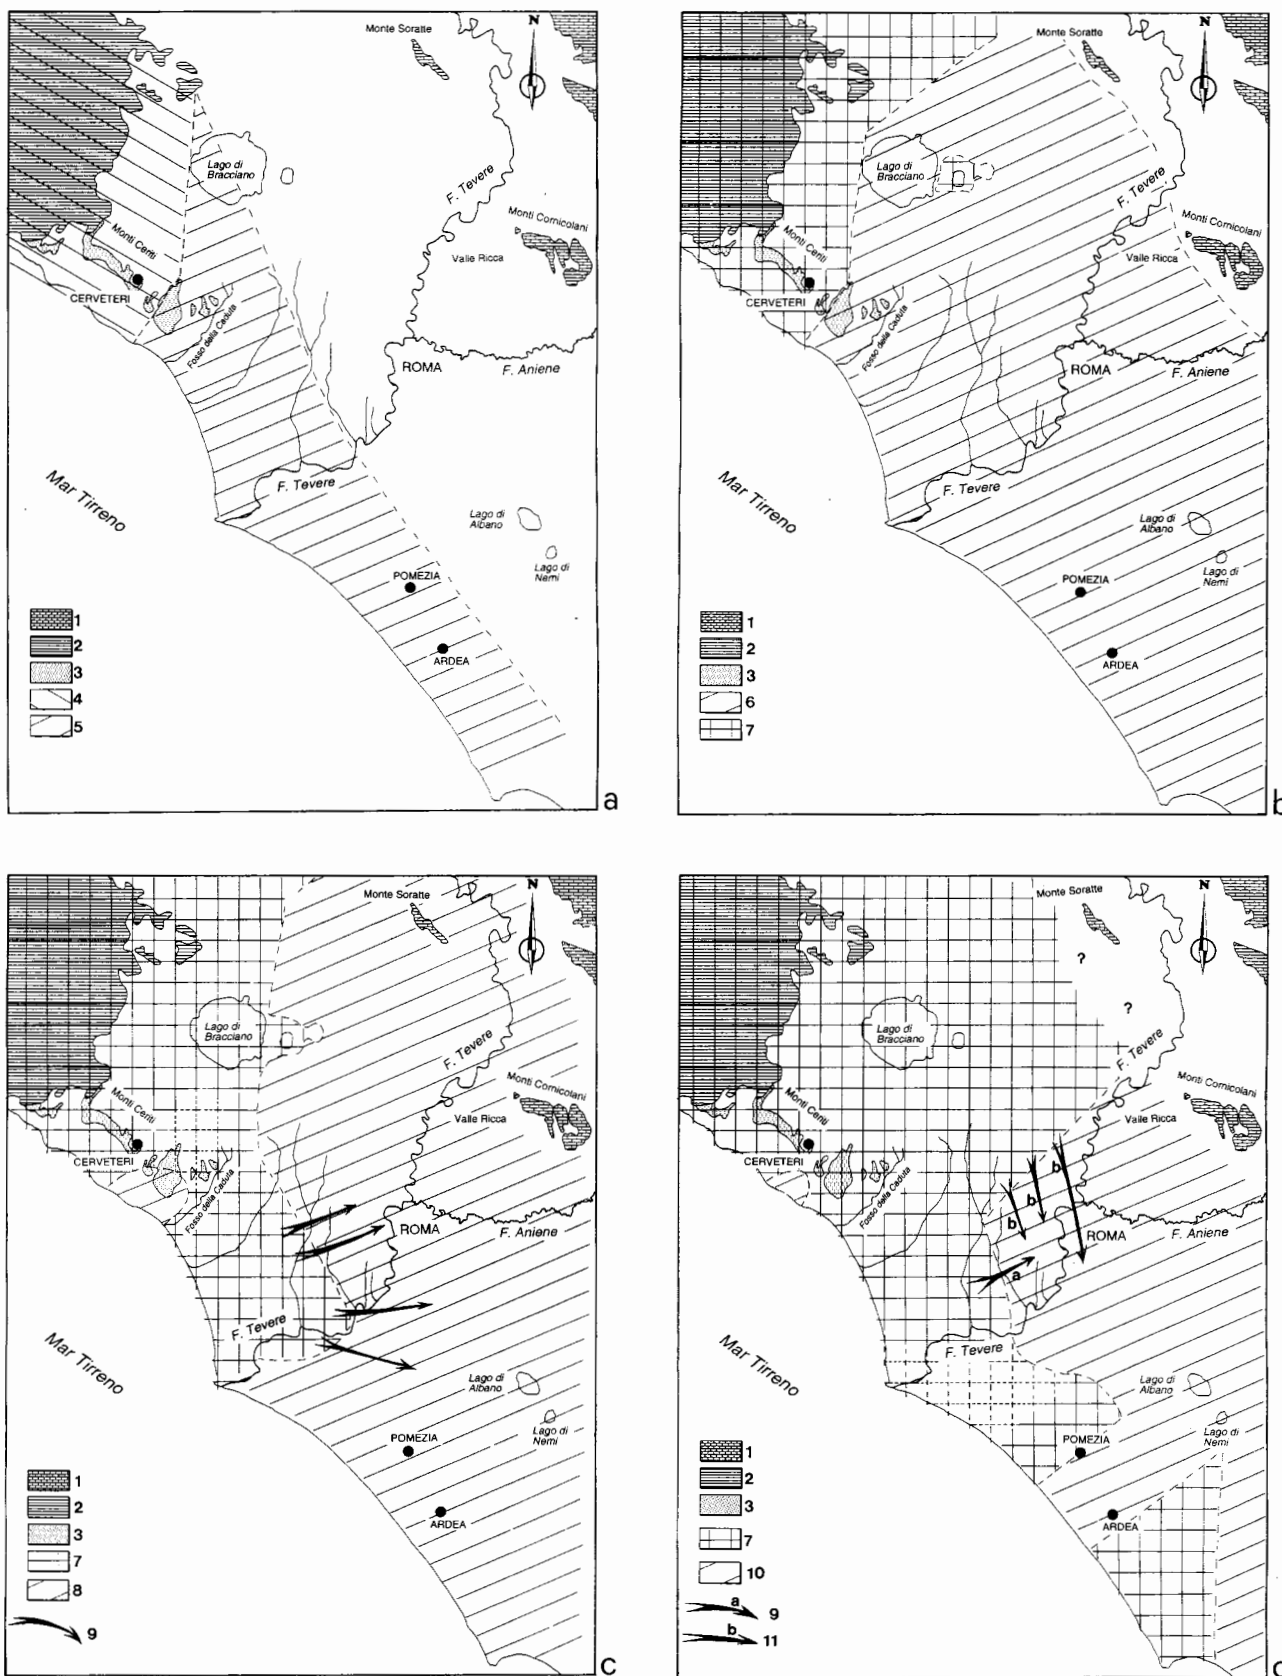 Monte Soratte
N
Lago di
Bracciano
F. Tevere
Monti Cornicolani
Valle Ricca
Monti Ceriti
CERVETERI
Fosso della Caduta
ROMA
F. Aniene
Mar Tirreno
F. Tevere
Lago di
Albano
Lago di
Nemi
POMEZIA
ARDEA
1
2
3
4
5
a
Monte Soratte
N
Lago di
Bracciano
F. Tevere
Monti Cornicolani
Valle Ricca
Monti Ceriti
CERVETERI
Fosso della Caduta
ROMA
F. Aniene
Mar Tirreno
F. Tevere
Lago di
Albano
Lago di
Nemi
POMEZIA
ARDEA
1
2
3
6
7
b
Monte Soratte
N
Lago di
Bracciano
F. Tevere
Monti Cornicolani
Valle Ricca
Monti Ceriti
CERVETERI
Fosso della Caduta
ROMA
F. Aniene
Mar Tirreno
F. Tevere
Lago di
Albano
Lago di
Nemi
POMEZIA
ARDEA
1
2
3
7
8
9
c
Monte Soratte
N
?
?
Lago di
Bracciano
F. Tevere
Monti Cornicolani
Valle Ricca
Monti Ceriti
CERVETERI
Fosso della Caduta
b
b
b
a
ROMA
F. Aniene
Mar Tirreno
F. Tevere
Lago di
Albano
Lago di
Nemi
POMEZIA
ARDEA
1
2
3
7
10
a
9
b
11